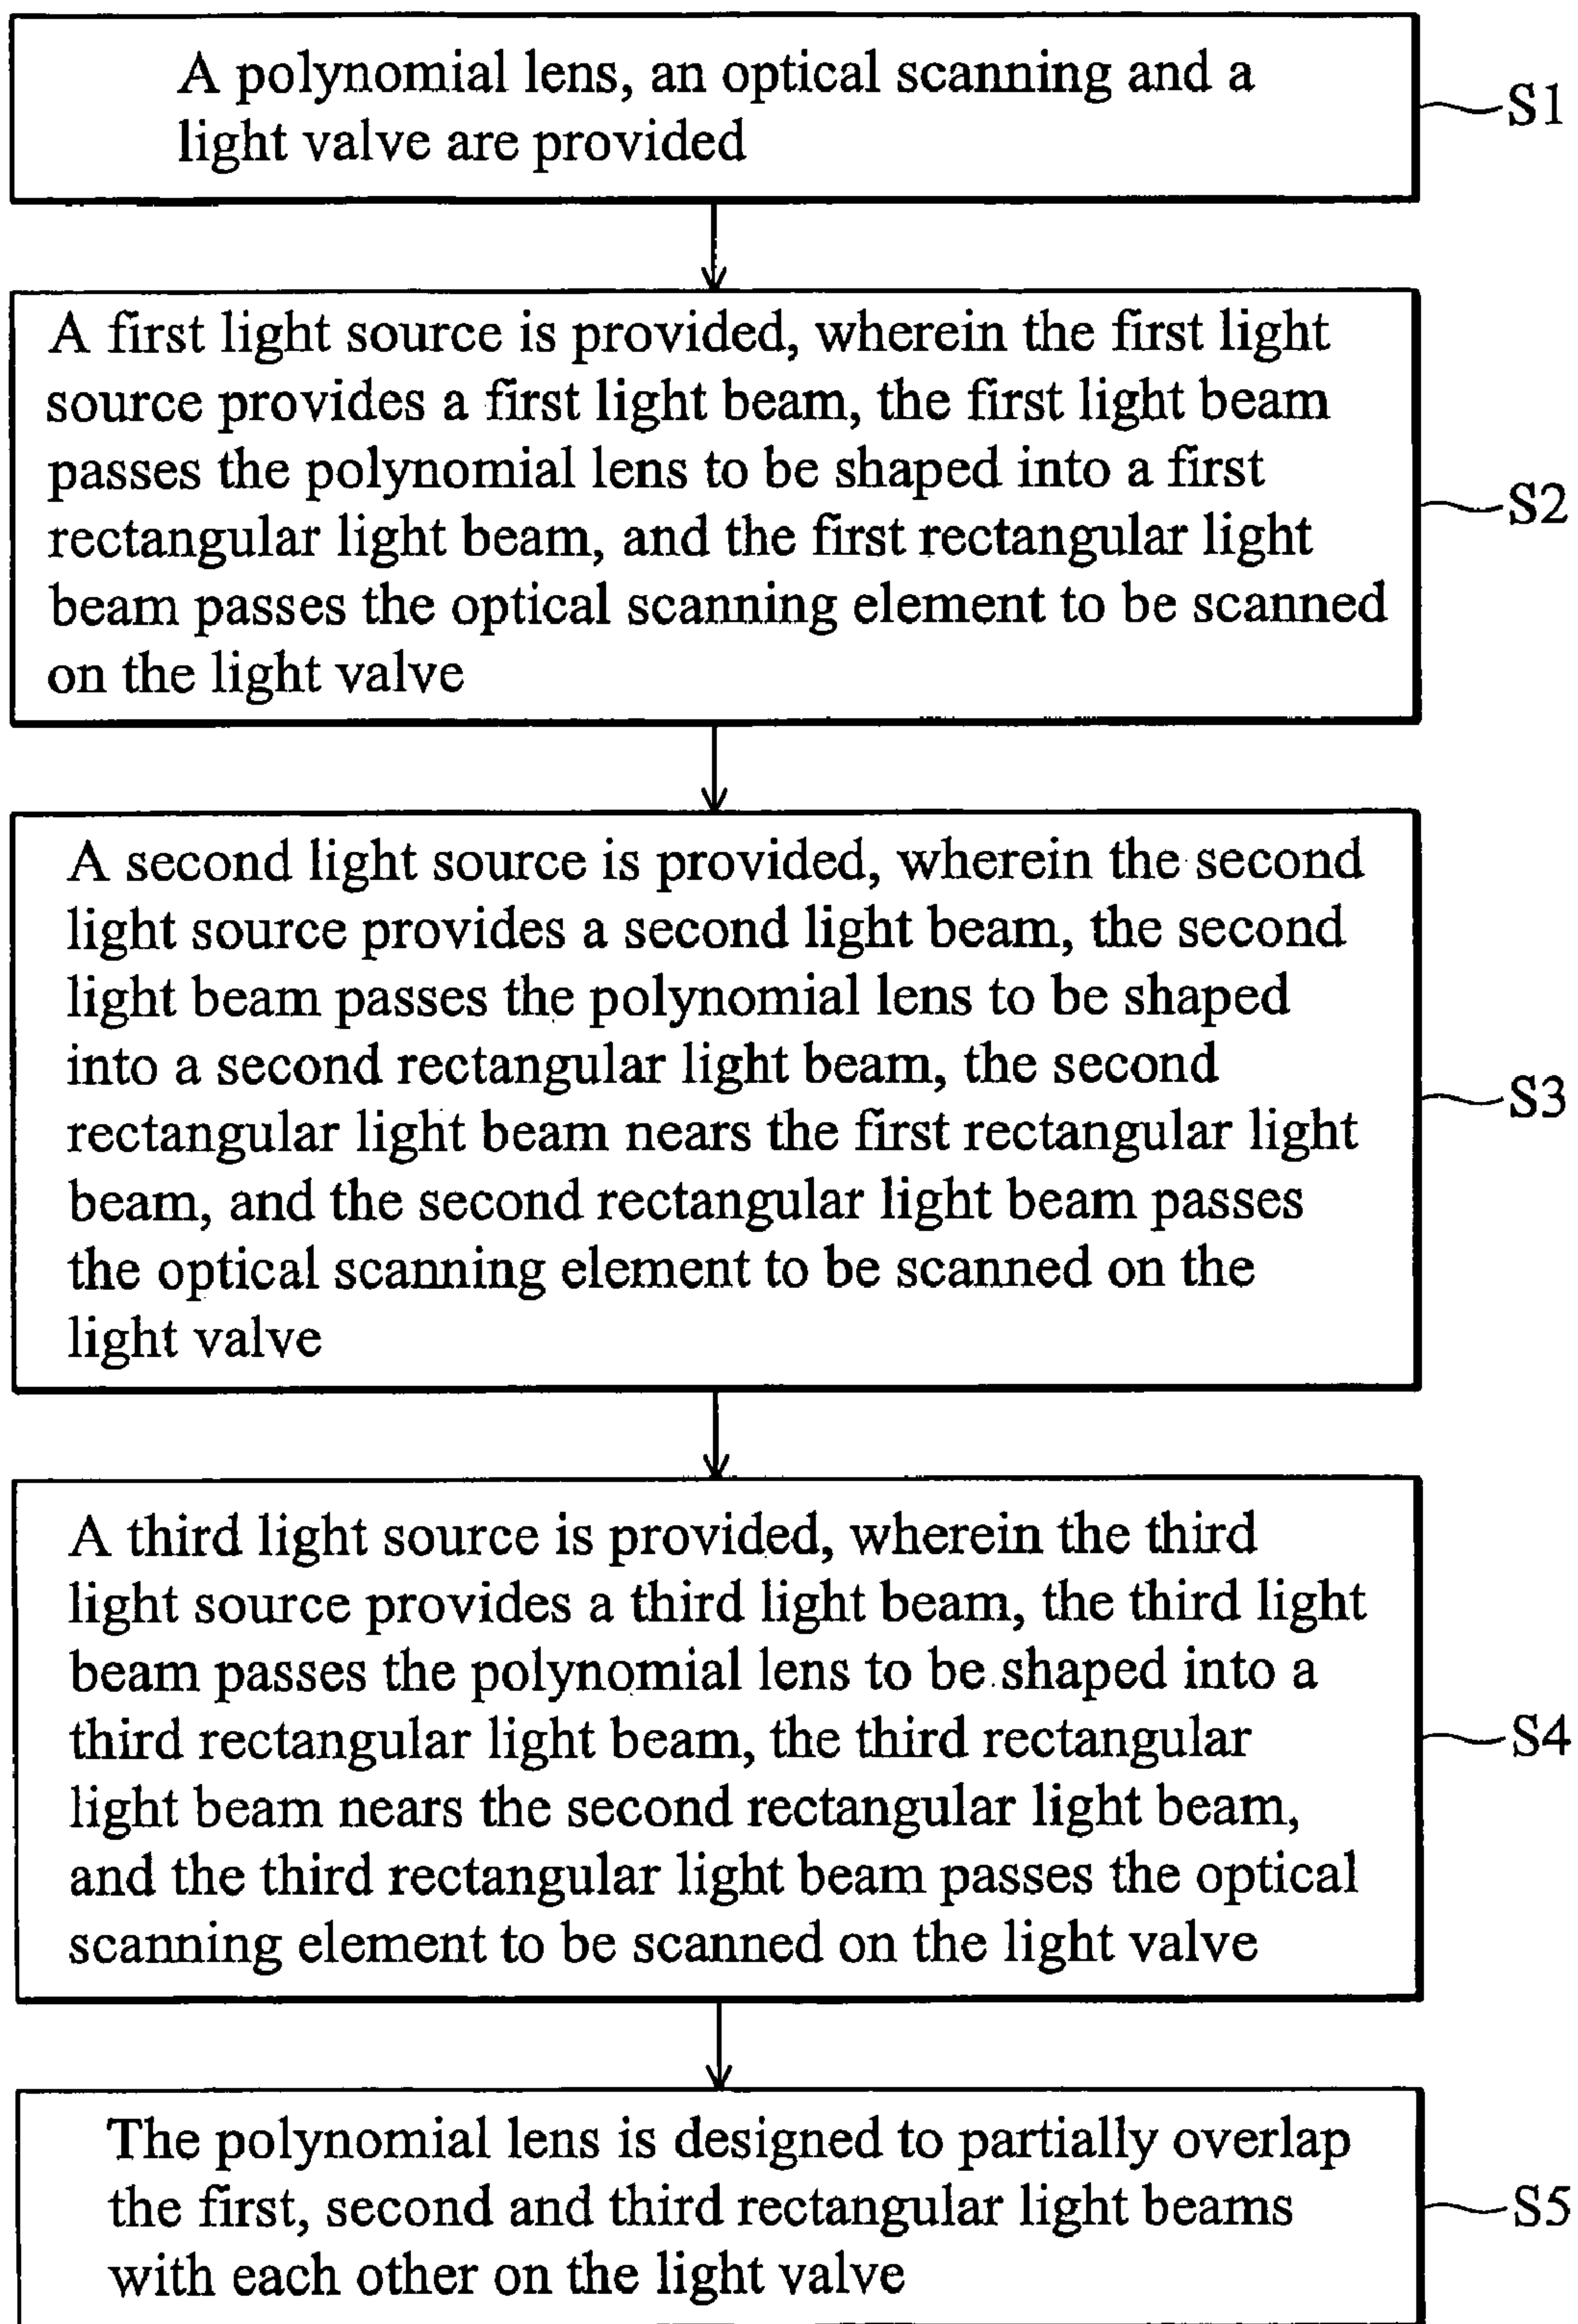 A polynomial lens, an optical scanning and a
light valve are provided
S1
A first light source is provided, wherein the first light
source provides a first light beam, the first light beam
passes the polynomial lens to be shaped into a first
rectangular light beam, and the first rectangular light
beam passes the optical scanning element to be scanned
on the light valve
S2
A second light source is provided, wherein the second
light source provides a second light beam, the second
light beam passes the polynomial lens to be shaped
into a second rectangular light beam, the second
rectangular light beam nears the first rectangular light
beam, and the second rectangular light beam passes
the optical scanning element to be scanned on the
light valve
S3
A third light source is provided, wherein the third
light source provides a third light beam, the third light
beam passes the polynomial lens to be shaped into a
third rectangular light beam, the third rectangular
light beam nears the second rectangular light beam,
and the third rectangular light beam passes the optical
scanning element to be scanned on the light valve
S4
The polynomial lens is designed to partially overlap
the first, second and third rectangular light beams
with each other on the light valve
S5